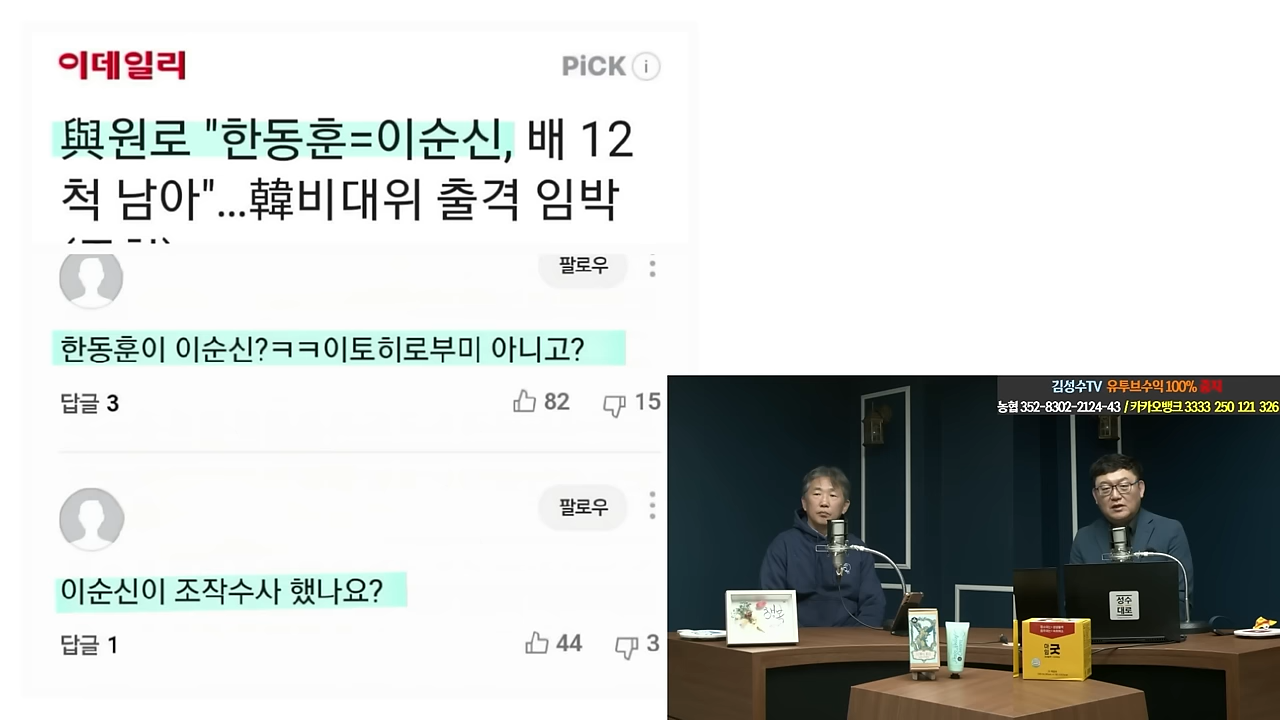 이데일리
PiCK i
與원로 "한동훈=이순신, 배 12
척 남아"...韓비대위 출격 임박
팔로우
한동훈이 이순신?ㅋㅋ이토히로부미 아니고?
답글 3
82
15
팔로우
이순신이 조작수사 했나요?
답글 1
44
3
김성수TV 유투브수익 100%
농협 352-8302-2124-43 / 카카오뱅크 3333 250 121 326
성수
대로
굿